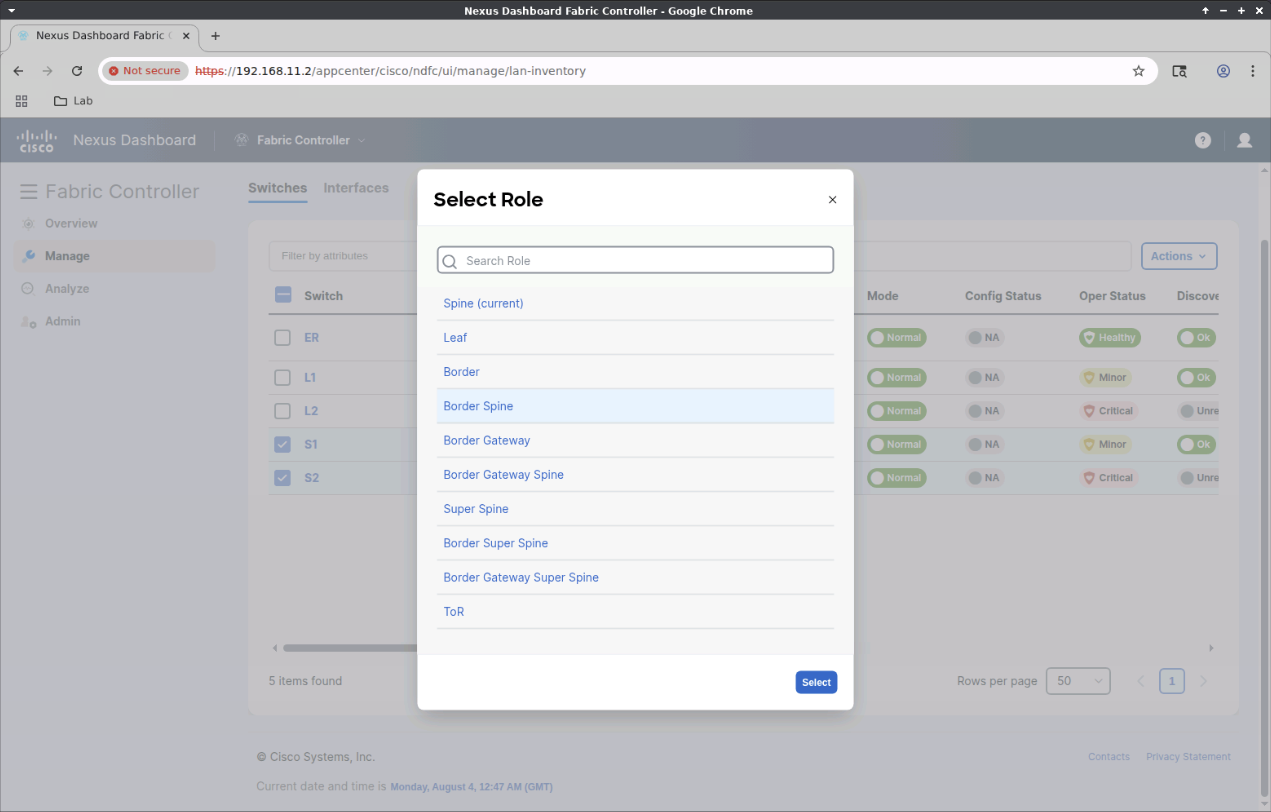 Nexus Dashboard Fabric Controller - Google Chrome
Nexus Dashboard Fabric
Not secure https://192.168.11.2/appcenter/cisco/ndfc/ui/manage/lan-inventory
Lab
CISCO Nexus Dashboard Fabric Controller ?
Fabric Controller
Overview
Manage
Analyze
Admin
Switches Interfaces
Filter by attributes Actions
Switch Mode Config Status Oper Status Discove
ER Normal NA Healthy Ok
L1 Normal NA Minor Ok
L2 Normal NA Critical Unre
S1 Normal NA Minor Ok
S2 Normal NA Critical Unre
Select Role
Search Role
Spine (current)
Leaf
Border
Border Spine
Border Gateway
Border Gateway Spine
Super Spine
Border Super Spine
Border Gateway Super Spine
ToR
Select
5 items found Rows per page 50 1
© Cisco Systems, Inc. Contacts Privacy Statement
Current date and time is Monday, August 4, 12:47 AM (GMT)